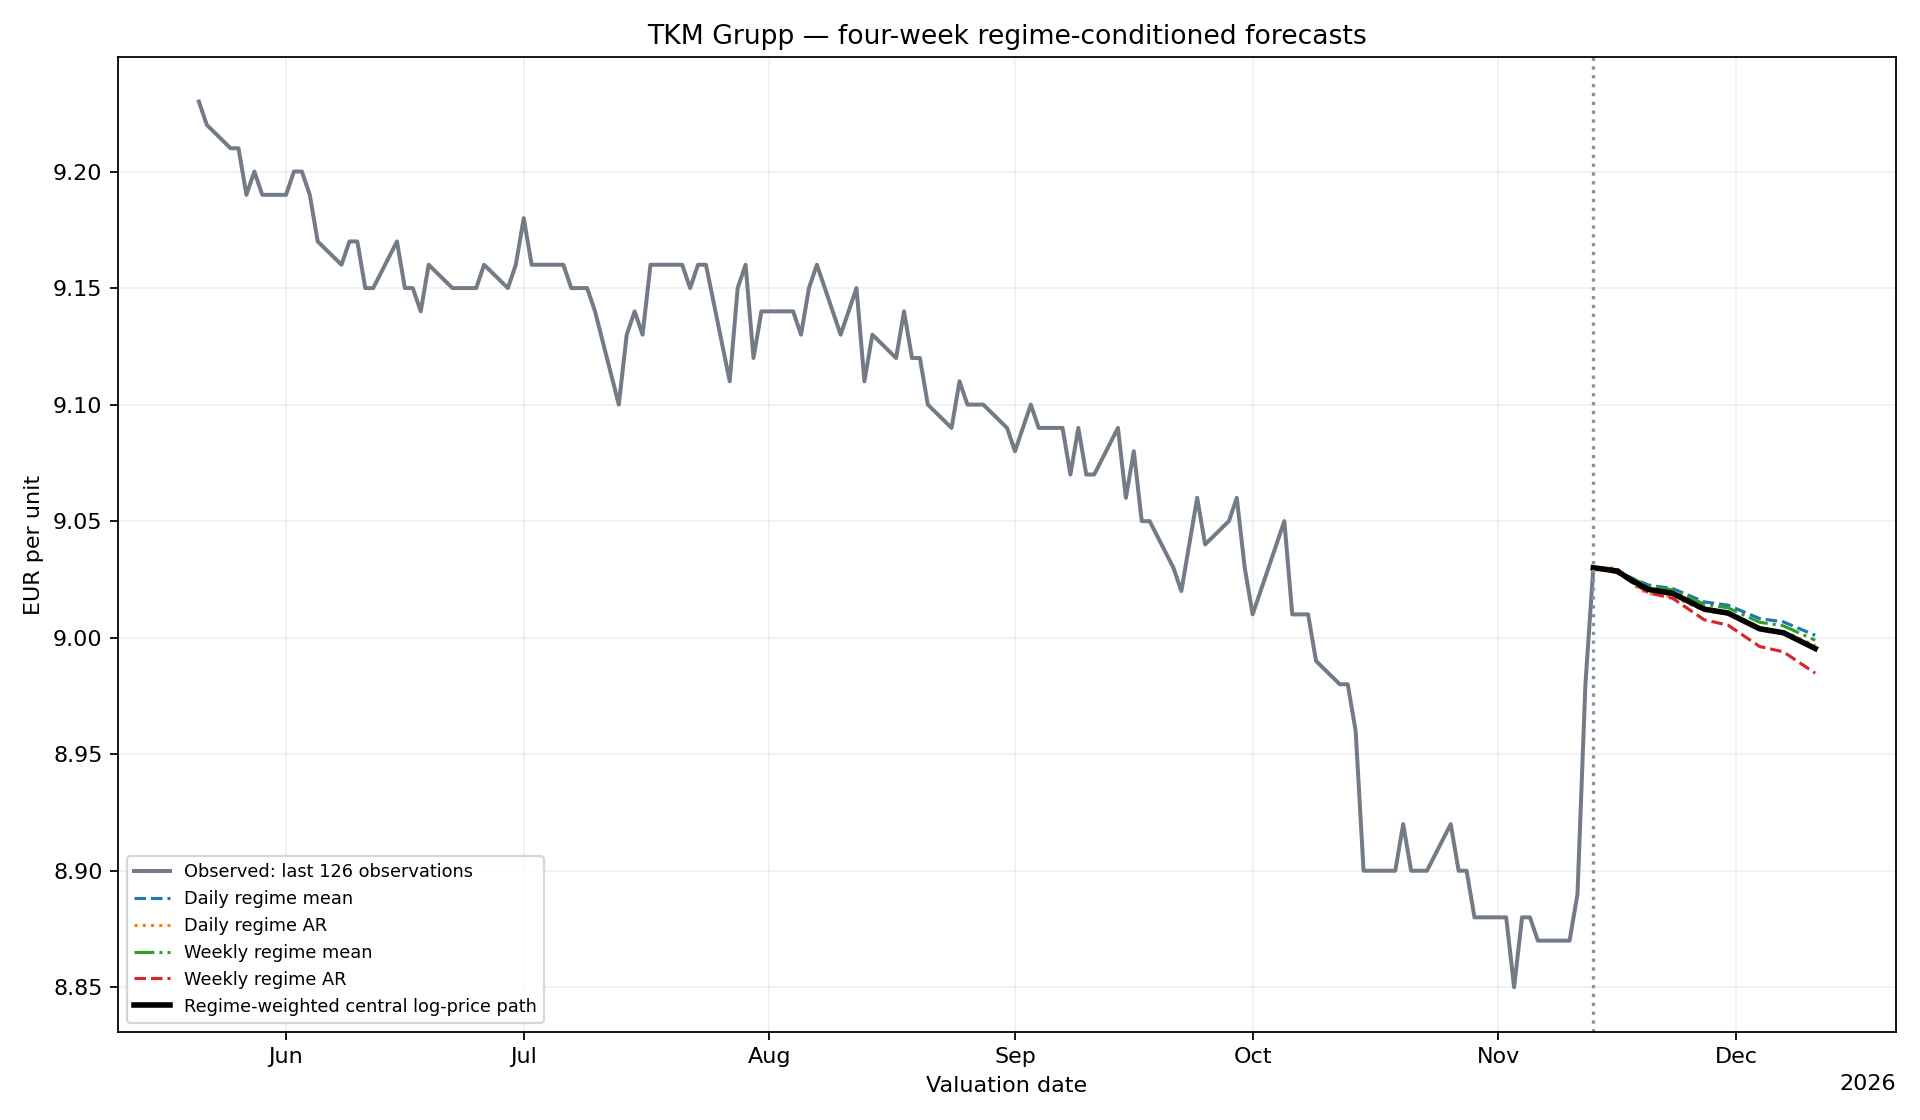 TKM Grupp — four-week regime-conditioned forecasts
EUR per unit
9.20
9.15
9.10
9.05
9.00
8.95
8.90
8.85
Observed: last 126 observations
Daily regime mean
Daily regime AR
Weekly regime mean
Weekly regime AR
Regime-weighted central log-price path
Jun Jul Aug Sep Oct Nov Dec
Valuation date
2026